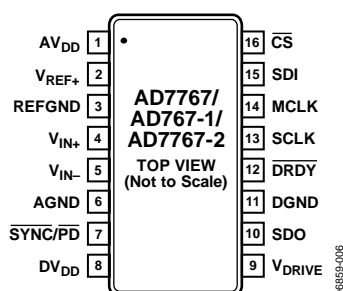 AVDD 1
VREF+ 2
REFGND 3
VIN+ 4
VIN– 5
AGND 6
SYNC/PD 7
DVDD 8
AD7767/
AD767-1/
AD7767-2
TOP VIEW
(Not to Scale)
16 CS
15 SDI
14 MCLK
13 SCLK
12 DRDY
11 DGND
10 SDO
9 VDRIVE
6859-006